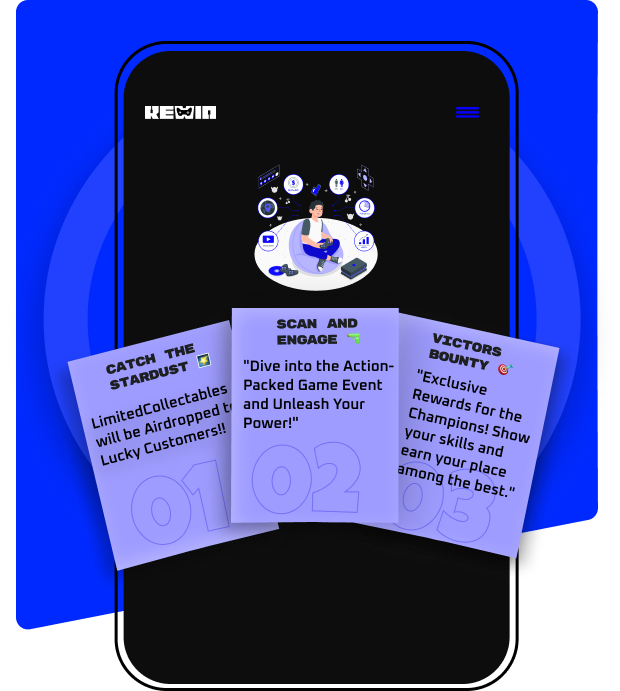 KEWIN
CATCH THE
STARDUST
LimitedCollectables
will be Airdropped to
Lucky Customers!!
01
SCAN AND
ENGAGE
"Dive into the Action-
Packed Game Event
and Unleash Your
Power!"
02
VICTORS
BOUNTY
"Exclusive
Rewards for the
Champions! Show
your skills and
earn your place
among the best."
03